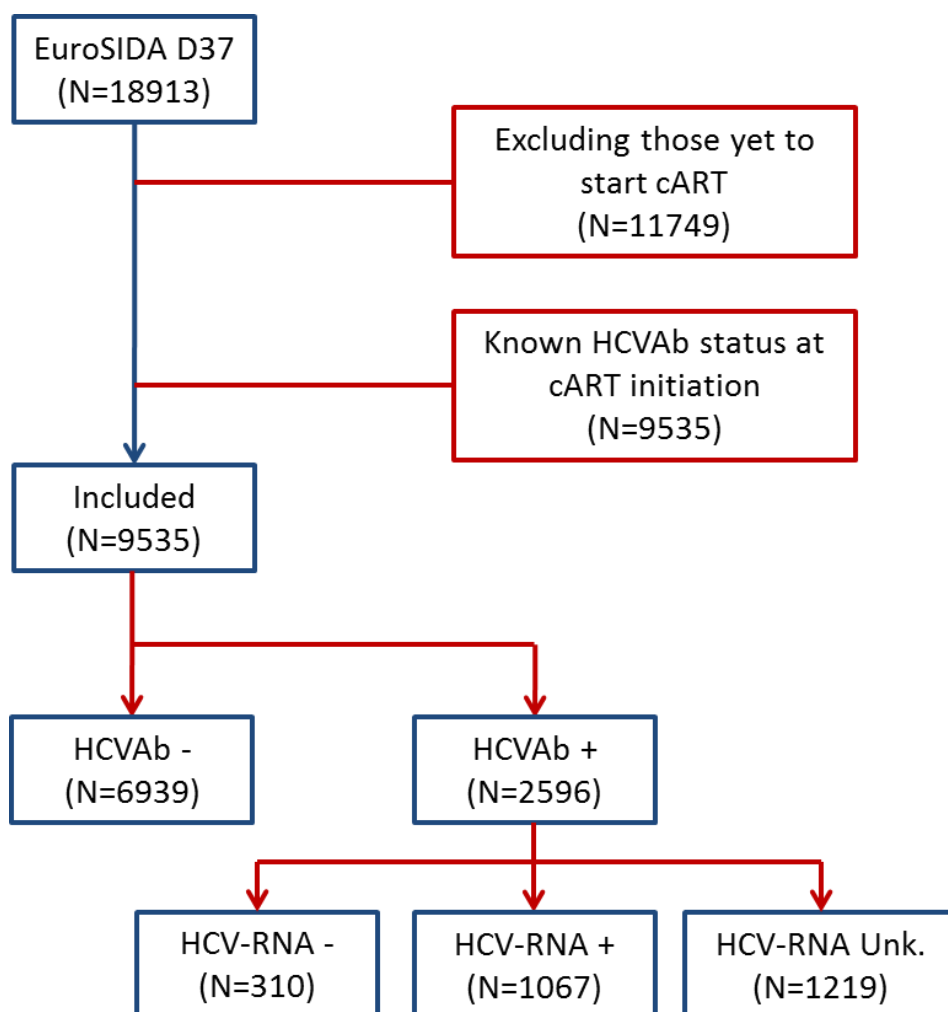 EuroSIDA D37
(N=18913)
Excluding those yet to
start cART
(N=11749)
Known HCVAb status at
cART initiation
(N=9535)
Included
(N=9535)
HCVAb -
(N=6939)
HCVAb +
(N=2596)
HCV-RNA -
(N=310)
HCV-RNA +
(N=1067)
HCV-RNA Unk.
(N=1219)